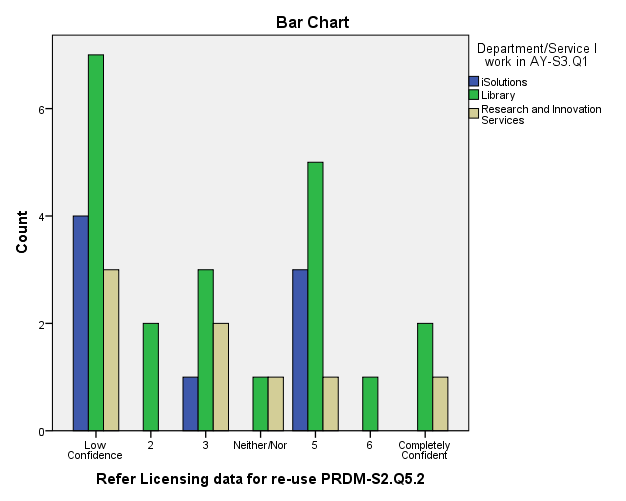 Bar Chart
Department/Service I
work in AY-S3.Q1
iSolutions
Library
Research and Innovation
Services
6
4
2
0
Count
Low
Confidence
2
3
Neither/Nor
5
6
Completely
Confident
Refer Licensing data for re-use PRDM-S2.Q5.2